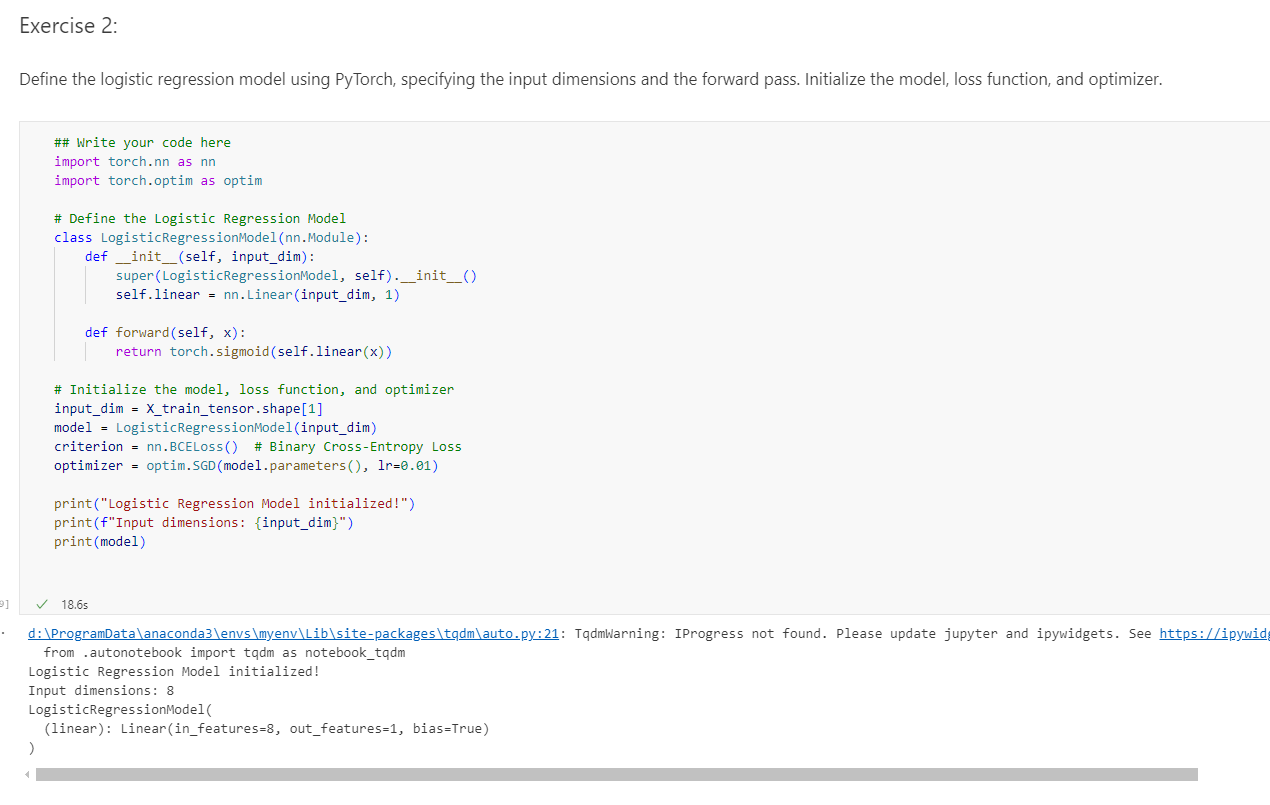 Exercise 2:
Define the logistic regression model using PyTorch, specifying the input dimensions and the forward pass. Initialize the model, loss function, and optimizer.
## Write your code here
import torch.nn as nn
import torch.optim as optim
# Define the Logistic Regression Model
class LogisticRegressionModel(nn.Module):
    def __init__(self, input_dim):
        super(LogisticRegressionModel, self).__init__()
        self.linear = nn.Linear(input_dim, 1)
    def forward(self, x):
        return torch.sigmoid(self.linear(x))
# Initialize the model, loss function, and optimizer
input_dim = X_train_tensor.shape[1]
model = LogisticRegressionModel(input_dim)
criterion = nn.BCELoss()  # Binary Cross-Entropy Loss
optimizer = optim.SGD(model.parameters(), lr=0.01)
print("Logistic Regression Model initialized!")
print(f"Input dimensions: {input_dim}")
print(model)
9] 18.6s
d:\ProgramData\anaconda3\envs\myenv\Lib\site-packages\tqdm\auto.py:21: TqdmWarning: IProgress not found. Please update jupyter and ipywidgets. See https://ipywid
  from .autonotebook import tqdm as notebook_tqdm
Logistic Regression Model initialized!
Input dimensions: 8
LogisticRegressionModel(
  (linear): Linear(in_features=8, out_features=1, bias=True)
)